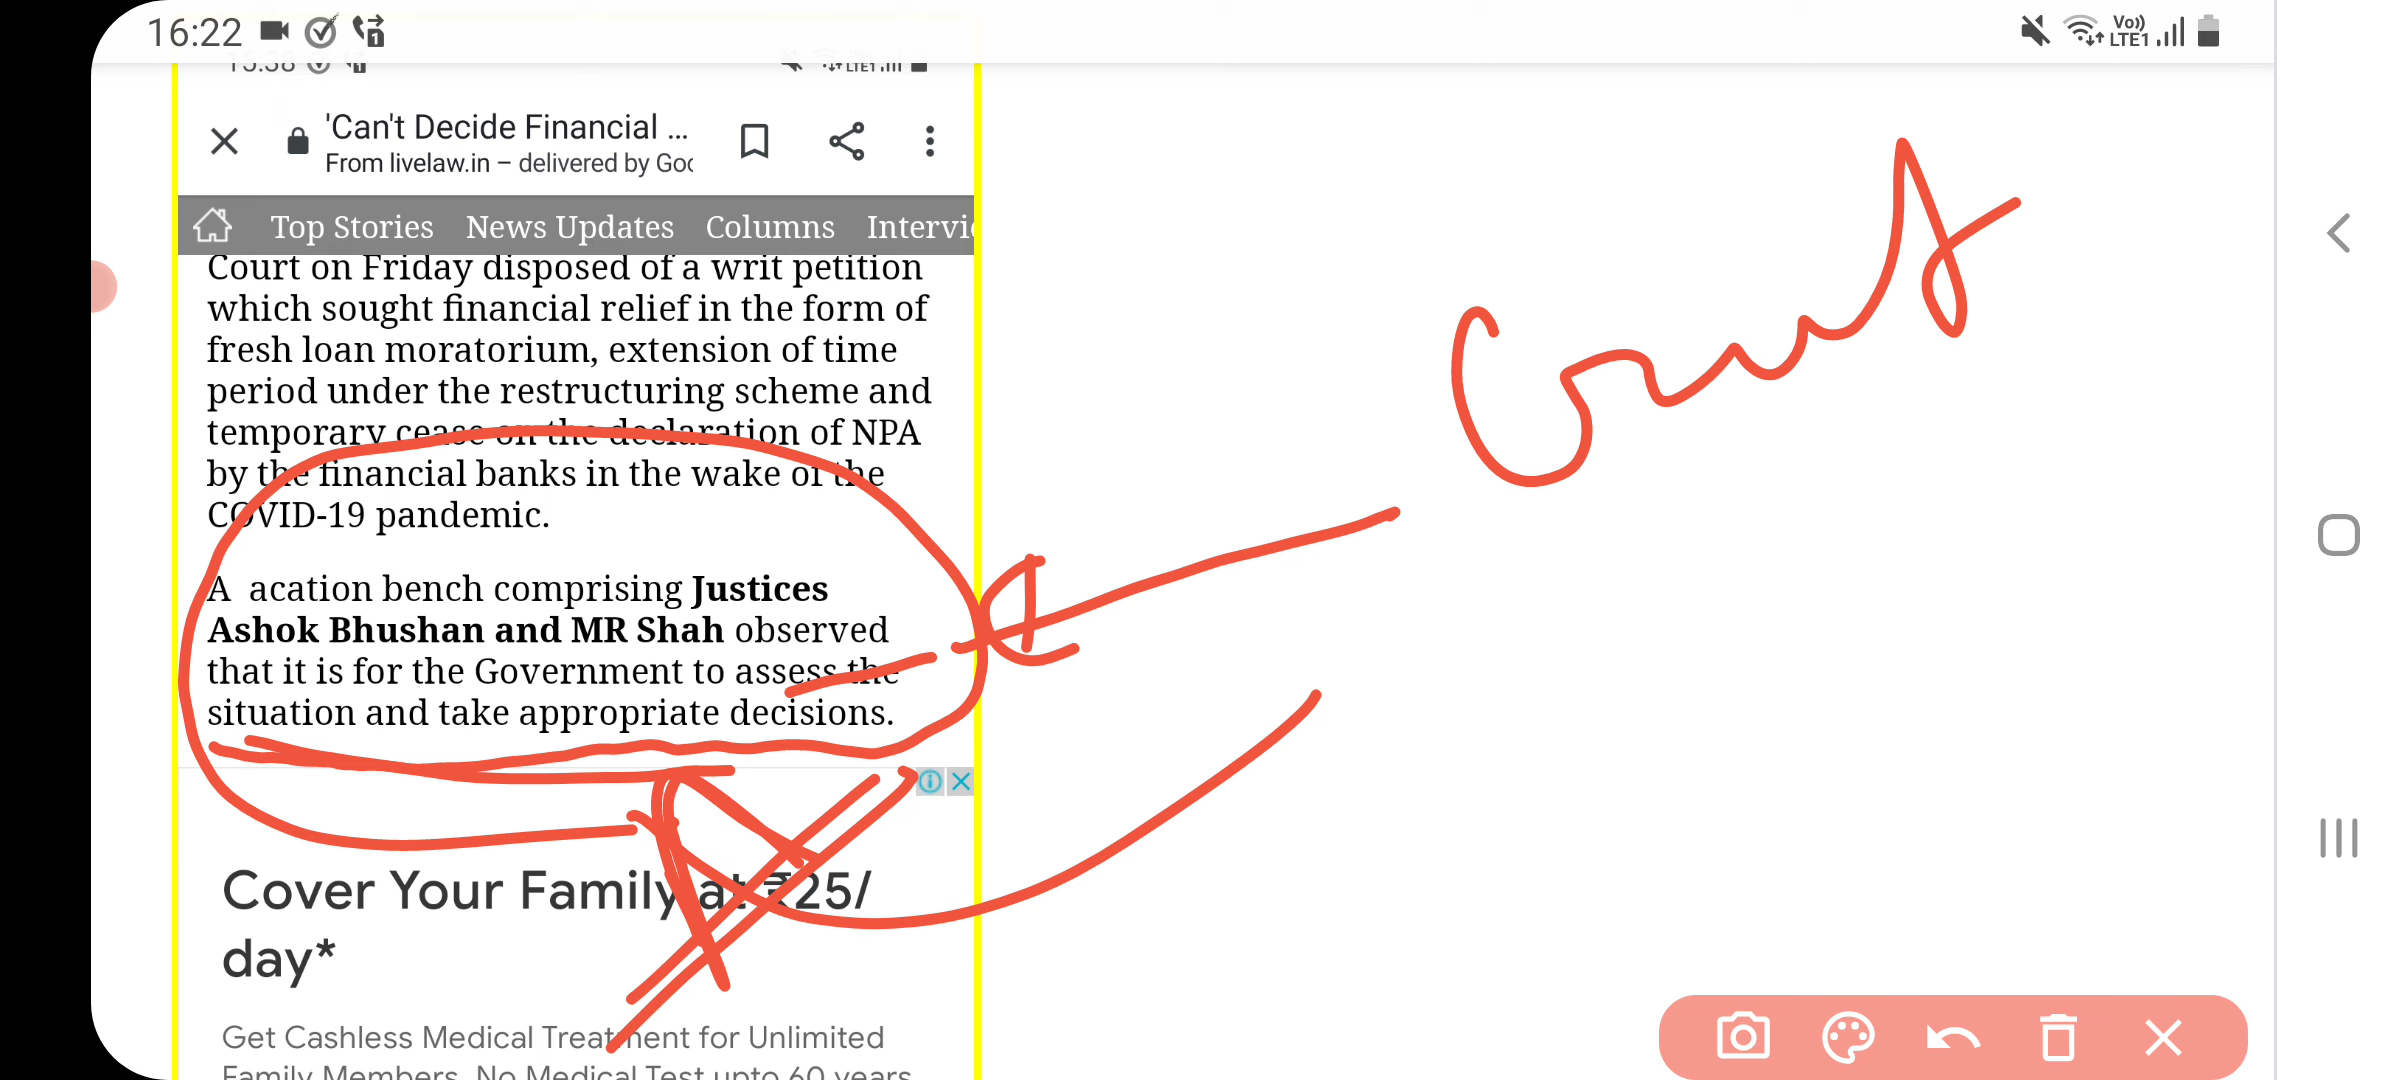 16:22
Vo))
LTE1
15:38
'Can't Decide Financial ...
From livelaw.in – delivered by Goo
Top Stories News Updates Columns Intervie
Court on Friday disposed of a writ petition
which sought financial relief in the form of
fresh loan moratorium, extension of time
period under the restructuring scheme and
temporary cease on the declaration of NPA
by the financial banks in the wake of the
COVID-19 pandemic.
A acation bench comprising Justices
Ashok Bhushan and MR Shah observed
that it is for the Government to assess the
situation and take appropriate decisions.
Cover Your Family at ₹25/
day*
Get Cashless Medical Treatment for Unlimited
Family Members, No Medical Test upto 60 years